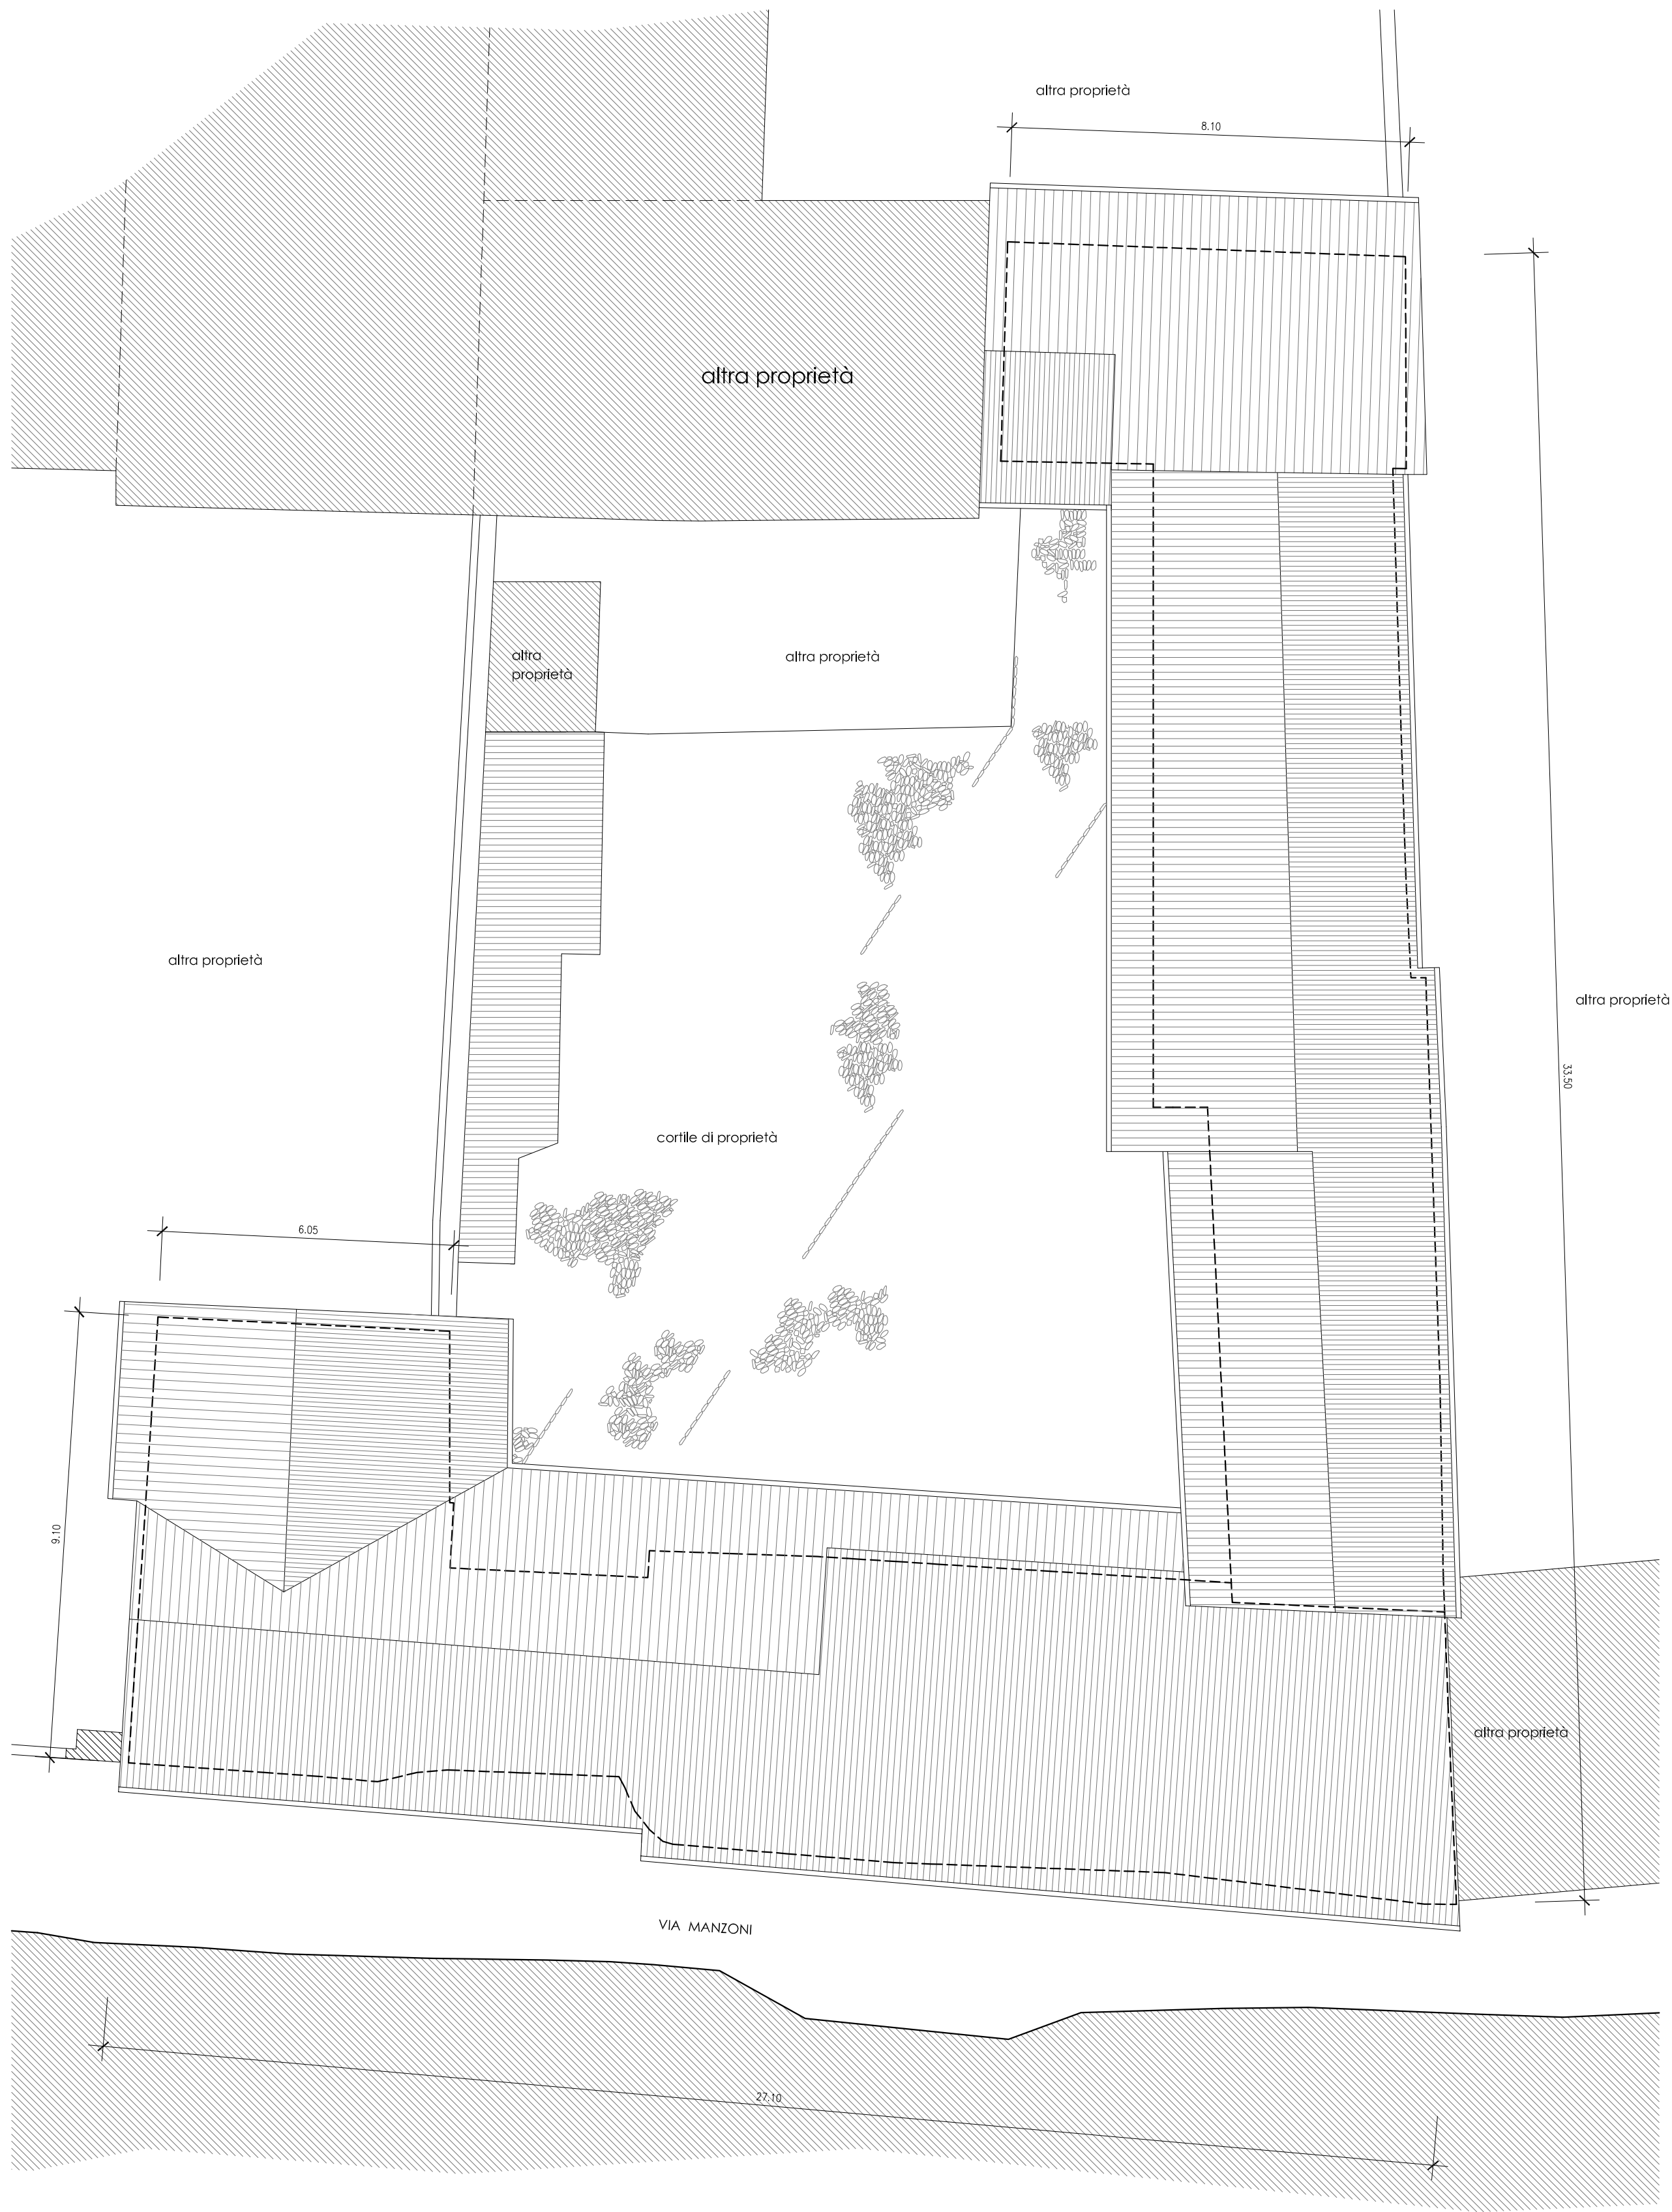 altra proprietà
8.10
altra proprietà
altra
proprietà
altra proprietà
altra proprietà
altra proprietà
33.50
cortile di proprietà
6.05
9.10
altra proprietà
VIA MANZONI
27.10